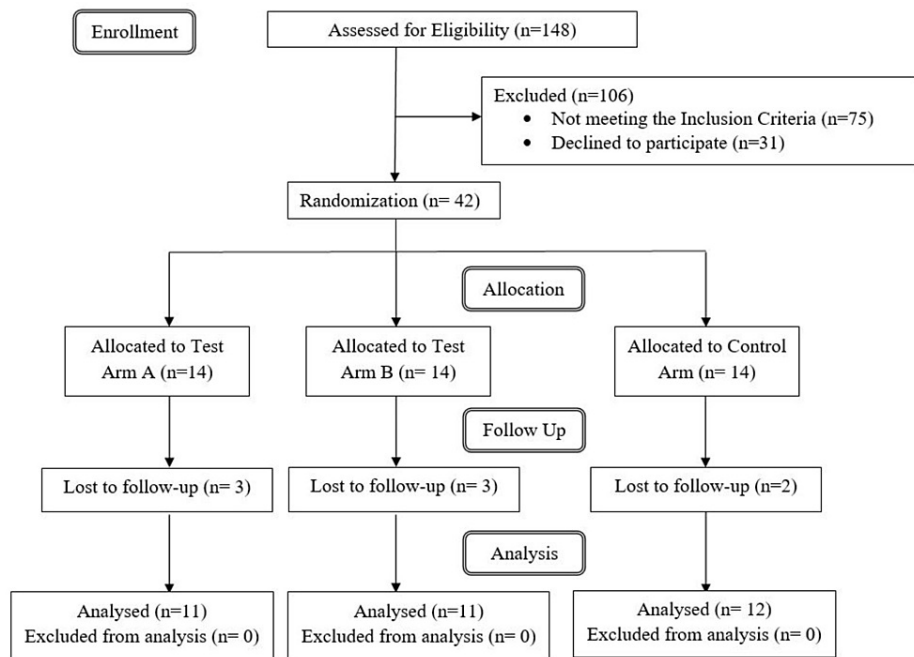 Enrollment
Assessed for Eligibility (n=148)
Excluded (n=106)
• Not meeting the Inclusion Criteria (n=75)
• Declined to participate (n=31)
Randomization (n= 42)
Allocation
Allocated to Test
Arm A (n=14)
Allocated to Test
Arm B (n= 14)
Allocated to Control
Arm (n= 14)
Follow Up
Lost to follow-up (n= 3)
Lost to follow-up (n= 3)
Lost to follow-up (n=2)
Analysis
Analysed (n=11)
Excluded from analysis (n= 0)
Analysed (n=11)
Excluded from analysis (n= 0)
Analysed (n= 12)
Excluded from analysis (n= 0)